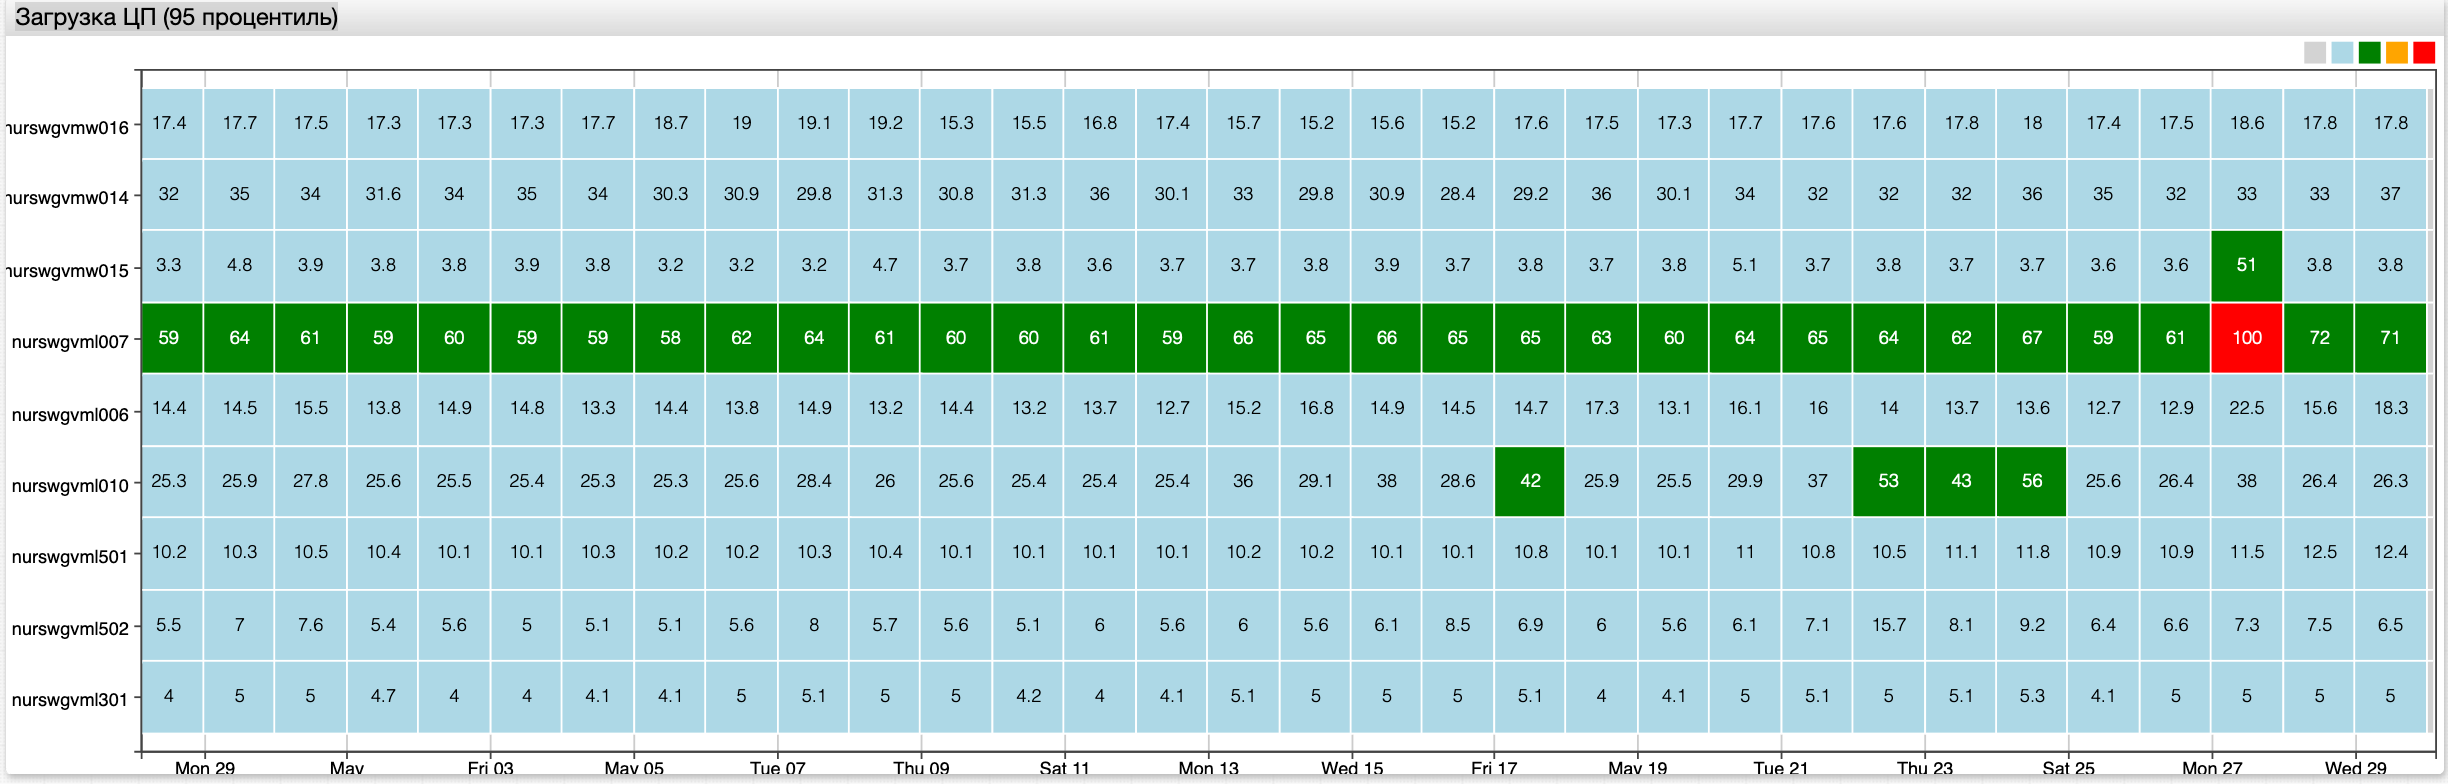 Загрузка ЦП (95 процентиль)
nurswgvmw016 17.4 17.7 17.5 17.3 17.3 17.3 17.7 18.7 19 19.1 19.2 15.3 15.5 16.8 17.4 15.7 15.2 15.6 15.2 17.6 17.5 17.3 17.7 17.6 17.6 17.8 18 17.4 17.5 18.6 17.8 17.8
nurswgvmw014 32 35 34 31.6 34 35 34 30.3 30.9 29.8 31.3 30.8 31.3 36 30.1 33 29.8 30.9 28.4 29.2 36 30.1 34 32 32 32 36 35 32 33 33 37
nurswgvmw015 3.3 4.8 3.9 3.8 3.8 3.9 3.8 3.2 3.2 3.2 4.7 3.7 3.8 3.6 3.7 3.7 3.8 3.9 3.7 3.8 3.7 3.8 5.1 3.7 3.8 3.7 3.7 3.6 3.6 51 3.8 3.8
nurswgvml007 59 64 61 59 60 59 59 58 62 64 61 60 60 61 59 66 65 66 65 65 63 60 64 65 64 62 67 59 61 100 72 71
nurswgvml006 14.4 14.5 15.5 13.8 14.9 14.8 13.3 14.4 13.8 14.9 13.2 14.4 13.2 13.7 12.7 15.2 16.8 14.9 14.5 14.7 17.3 13.1 16.1 16 14 13.7 13.6 12.7 12.9 22.5 15.6 18.3
nurswgvml010 25.3 25.9 27.8 25.6 25.5 25.4 25.3 25.3 25.6 28.4 26 25.6 25.4 25.4 25.4 36 29.1 38 28.6 42 25.9 25.5 29.9 37 53 43 56 25.6 26.4 38 26.4 26.3
nurswgvml501 10.2 10.3 10.5 10.4 10.1 10.1 10.3 10.2 10.2 10.3 10.4 10.1 10.1 10.1 10.1 10.2 10.2 10.1 10.1 10.8 10.1 10.1 11 10.8 10.5 11.1 11.8 10.9 10.9 11.5 12.5 12.4
nurswgvml502 5.5 7 7.6 5.4 5.6 5 5.1 5.1 5.6 8 5.7 5.6 5.1 6 5.6 6 5.6 6.1 8.5 6.9 6 5.6 6.1 7.1 15.7 8.1 9.2 6.4 6.6 7.3 7.5 6.5
nurswgvml301 4 5 5 4.7 4 4 4.1 4.1 5 5.1 5 5 4.2 4 4.1 5.1 5 5 5 5.1 4 4.1 5 5.1 5 5.1 5.3 4.1 5 5 5 5
Mon 29 May Fri 03 May 05 Tue 07 Thu 09 Sat 11 Mon 13 Wed 15 Fri 17 May 19 Tue 21 Thu 23 Sat 25 Mon 27 Wed 29